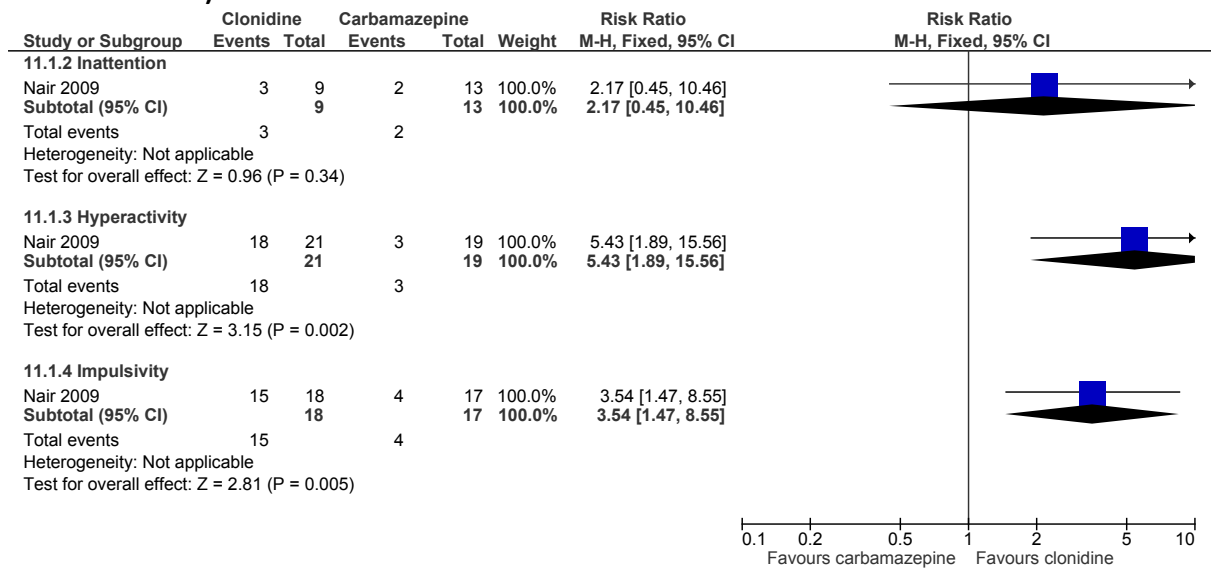 Clonidine Carbamazepine Risk Ratio Risk Ratio
Study or Subgroup Events Total Events Total Weight M-H, Fixed, 95% CI M-H, Fixed, 95% CI
11.1.2 Inattention
Nair 2009 3 9 2 13 100.0% 2.17 [0.45, 10.46]
Subtotal (95% CI) 9 13 100.0% 2.17 [0.45, 10.46]
Total events 3 2
Heterogeneity: Not applicable
Test for overall effect: Z = 0.96 (P = 0.34)
11.1.3 Hyperactivity
Nair 2009 18 21 3 19 100.0% 5.43 [1.89, 15.56]
Subtotal (95% CI) 21 19 100.0% 5.43 [1.89, 15.56]
Total events 18 3
Heterogeneity: Not applicable
Test for overall effect: Z = 3.15 (P = 0.002)
11.1.4 Impulsivity
Nair 2009 15 18 4 17 100.0% 3.54 [1.47, 8.55]
Subtotal (95% CI) 18 17 100.0% 3.54 [1.47, 8.55]
Total events 15 4
Heterogeneity: Not applicable
Test for overall effect: Z = 2.81 (P = 0.005)
0.1 0.2 0.5 1 2 5 10
Favours carbamazepine Favours clonidine